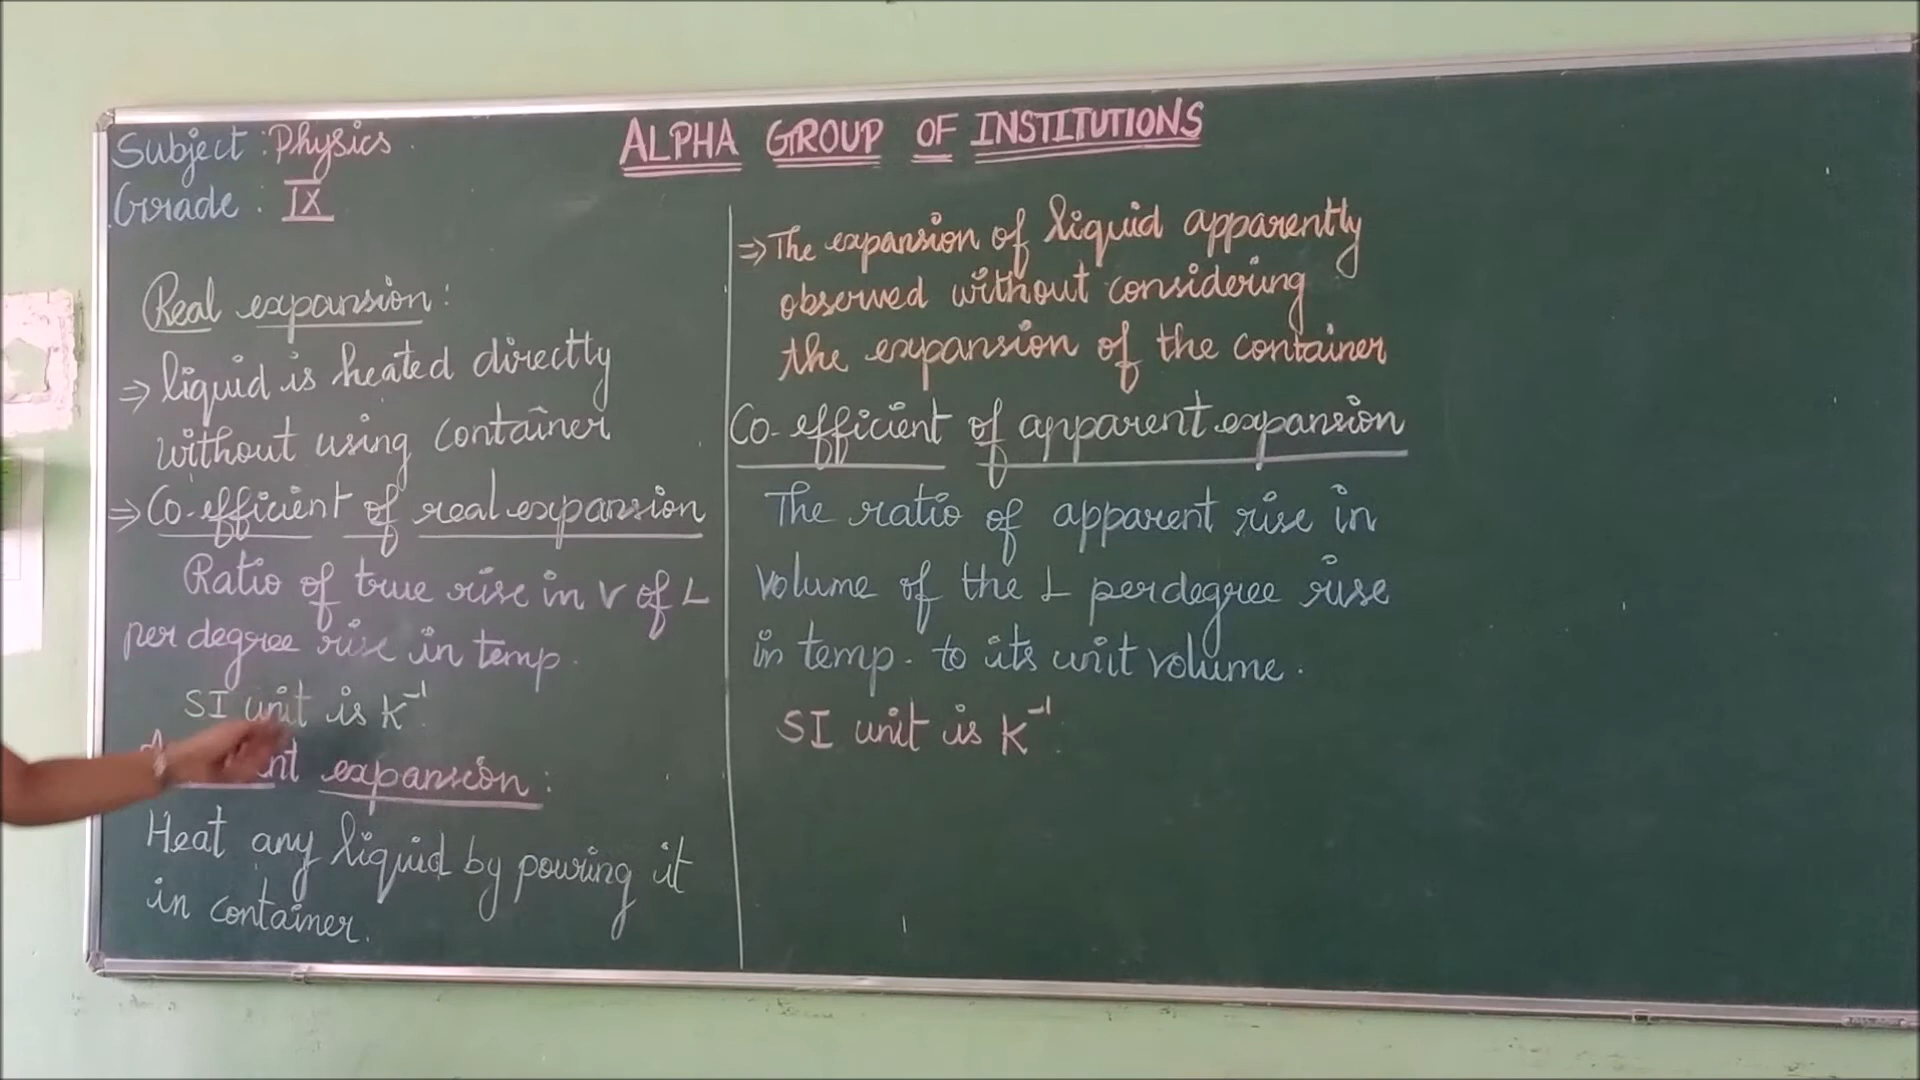 ALPHA GROUP OF INSTITUTIONS
Subject : Physics
Grade : IX
Real expansion :
⇒ liquid is heated directly
without using container
⇒ Co-efficient of real expansion
Ratio of true rise in V of L
per degree rise in temp.
SI unit is K⁻¹.
expansion :
Heat any liquid by pouring it
in container.
⇒ The expansion of liquid apparently
observed without considering
the expansion of the container
Co-efficient of apparent expansion
The ratio of apparent rise in
volume of the L per degree rise
in temp. to its unit volume.
SI unit is K⁻¹.